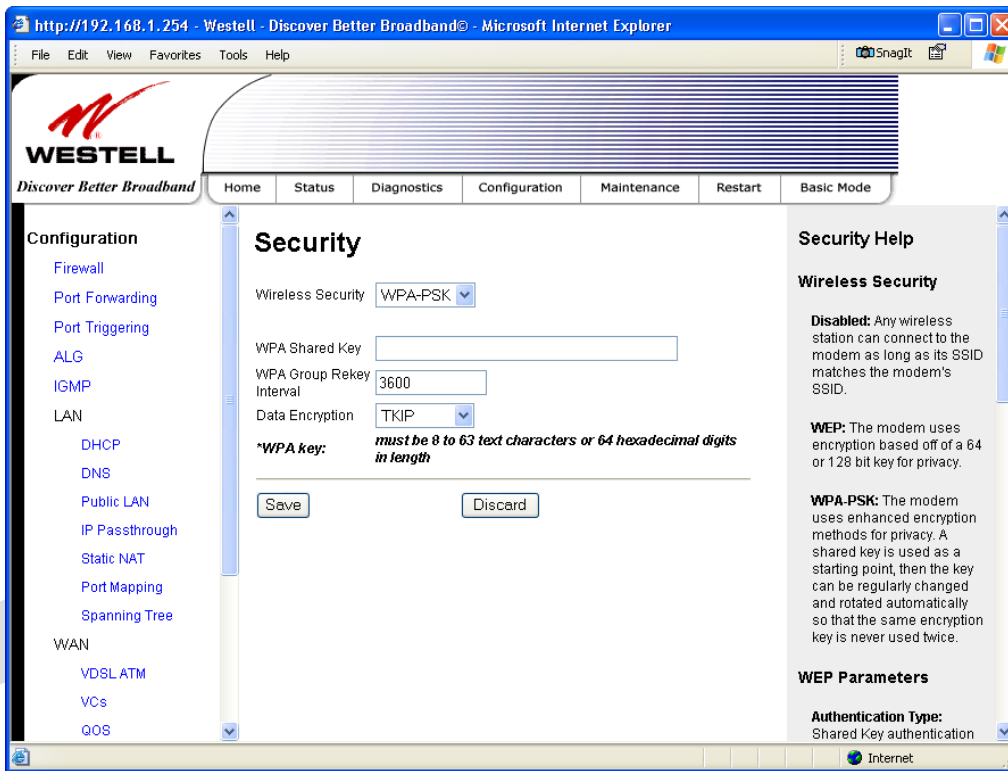 http://192.168.1.254 - Westell - Discover Better Broadband© - Microsoft Internet Explorer
File Edit View Favorites Tools Help
SnagIt
WESTELL
Discover Better Broadband
Home Status Diagnostics Configuration Maintenance Restart Basic Mode
Configuration
Firewall
Port Forwarding
Port Triggering
ALG
IGMP
LAN
DHCP
DNS
Public LAN
IP Passthrough
Static NAT
Port Mapping
Spanning Tree
WAN
VDSL ATM
VCs
QOS
Security
Wireless Security WPA-PSK
WPA Shared Key
WPA Group Rekey
Interval
3600
Data Encryption TKIP
*WPA key:
must be 8 to 63 text characters or 64 hexadecimal digits
in length
Save Discard
Security Help
Wireless Security
Disabled: Any wireless
station can connect to the
modem as long as its SSID
matches the modem's
SSID.
WEP: The modem uses
encryption based off of a 64
or 128 bit key for privacy.
WPA-PSK: The modem
uses enhanced encryption
methods for privacy. A
shared key is used as a
starting point, then the key
can be regularly changed
and rotated automatically
so that the same encryption
key is never used twice.
WEP Parameters
Authentication Type:
Shared Key authentication
Internet